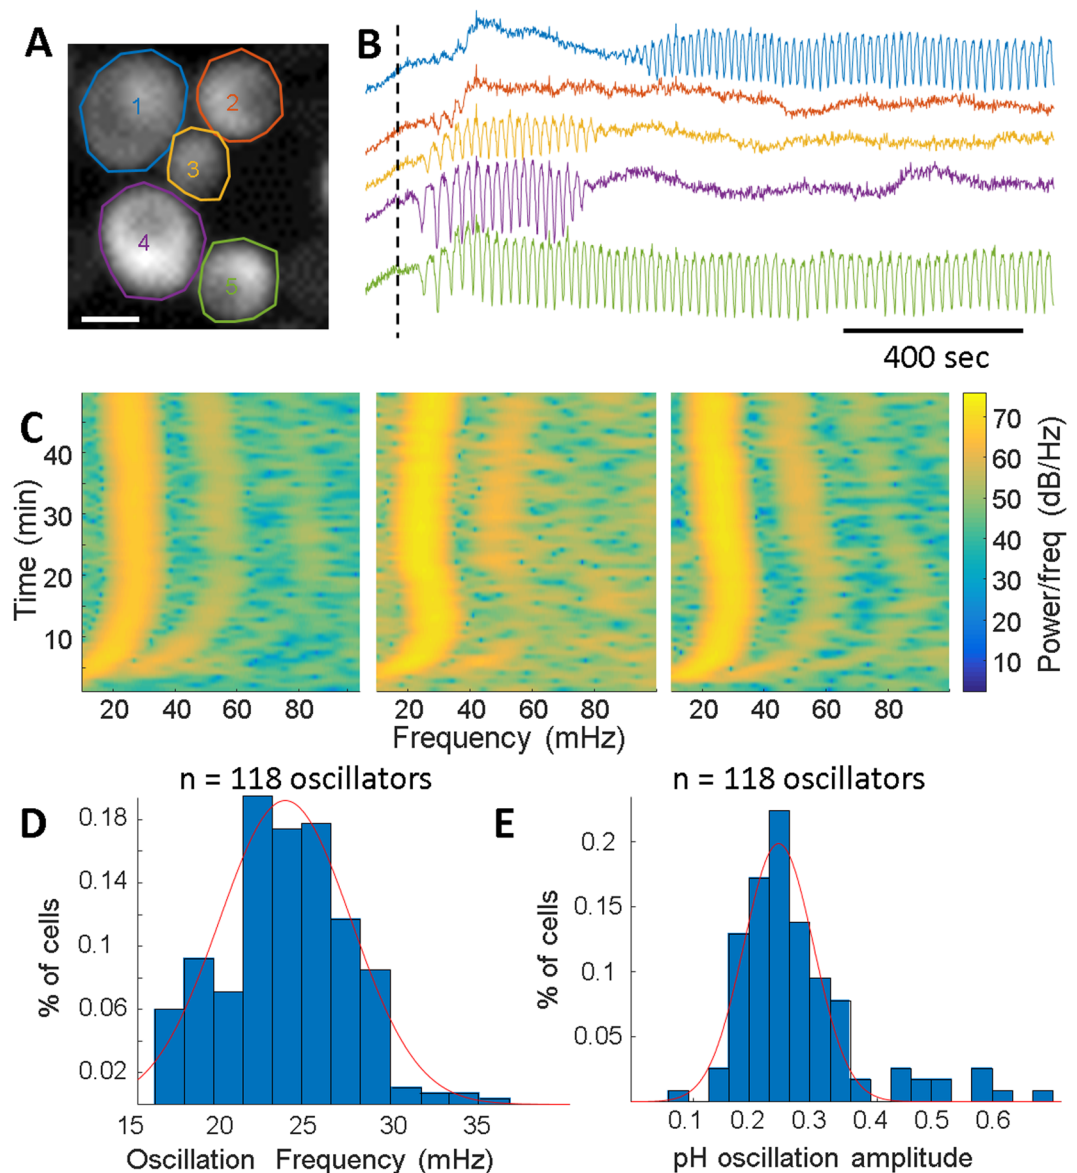 A
1
2
3
4
5
B
400 sec
C
Time (min)
40
30
20
10
20 40 60 80
20 40 60 80
20 40 60 80
Frequency (mHz)
70
60
50
40
30
20
10
Power/freq (dB/Hz)
n = 118 oscillators
D
% of cells
0.18
0.14
0.1
0.06
0.02
15 20 25 30 35
Oscillation Frequency (mHz)
n = 118 oscillators
E
% of cells
0.2
0.15
0.1
0.05
0.1 0.2 0.3 0.4 0.5 0.6
pH oscillation amplitude